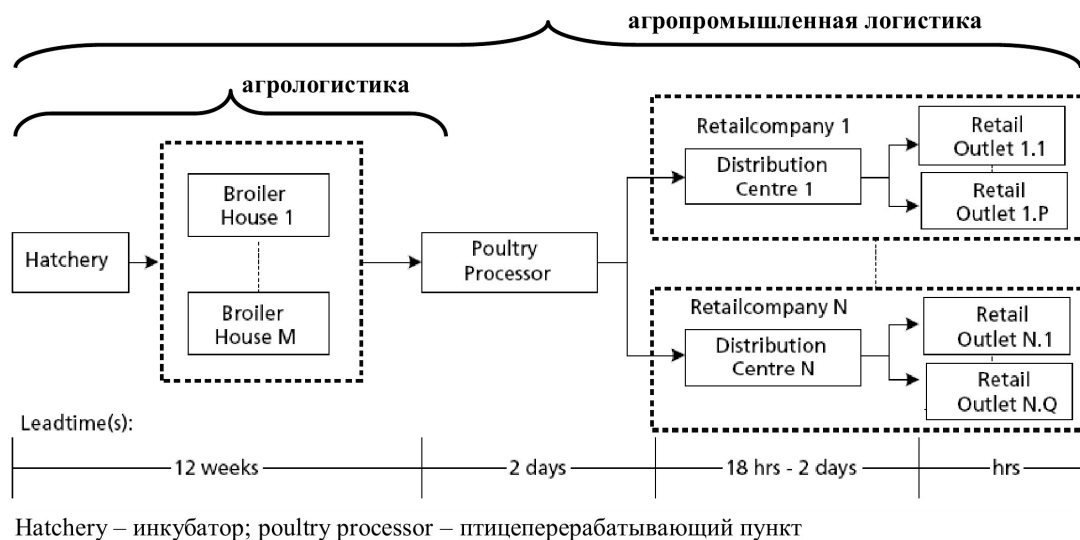 агропромышленная логистика
агрологистика
Retailcompany 1
Retail
Outlet 1.1
Distribution
Centre 1
Retail
Outlet 1.P
Broiler
House 1
Hatchery
Poultry
Processor
Broiler
House M
Retailcompany N
Retail
Outlet N.1
Distribution
Centre N
Retail
Outlet N.Q
Leadtime(s):
12 weeks
2 days
18 hrs - 2 days
hrs
Hatchery – инкубатор; poultry processor – птицеперерабатывающий пункт